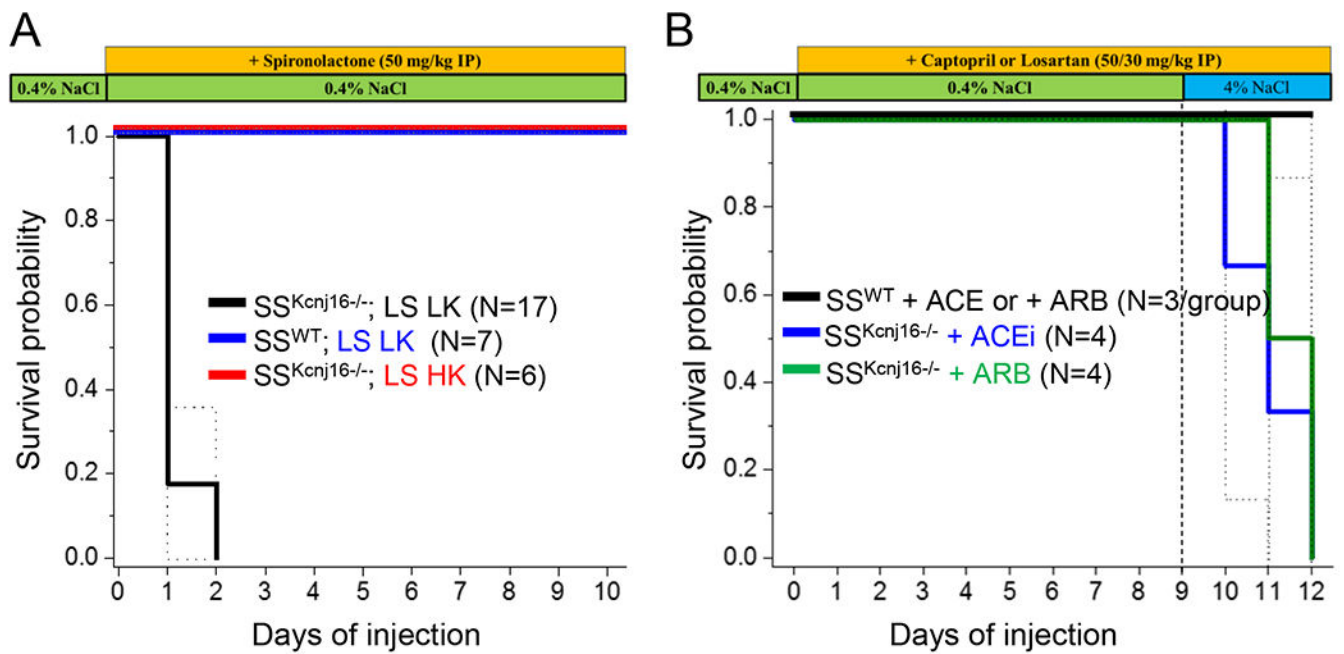 A
+ Spironolactone (50 mg/kg IP)
0.4% NaCl
0.4% NaCl
1.0
0.8
0.6
0.4
0.2
0.0
Survival probability
SSKcnj16-/-; LS LK (N=17)
SSWT; LS LK (N=7)
SSKcnj16-/-; LS HK (N=6)
0 1 2 3 4 5 6 7 8 9 10
Days of injection
B
+ Captopril or Losartan (50/30 mg/kg IP)
0.4% NaCl
0.4% NaCl
4% NaCl
1.0
0.8
0.6
0.4
0.2
0.0
Survival probability
SSWT + ACE or + ARB (N=3/group)
SSKcnj16-/- + ACEi (N=4)
SSKcnj16-/- + ARB (N=4)
0 1 2 3 4 5 6 7 8 9 10 11 12
Days of injection